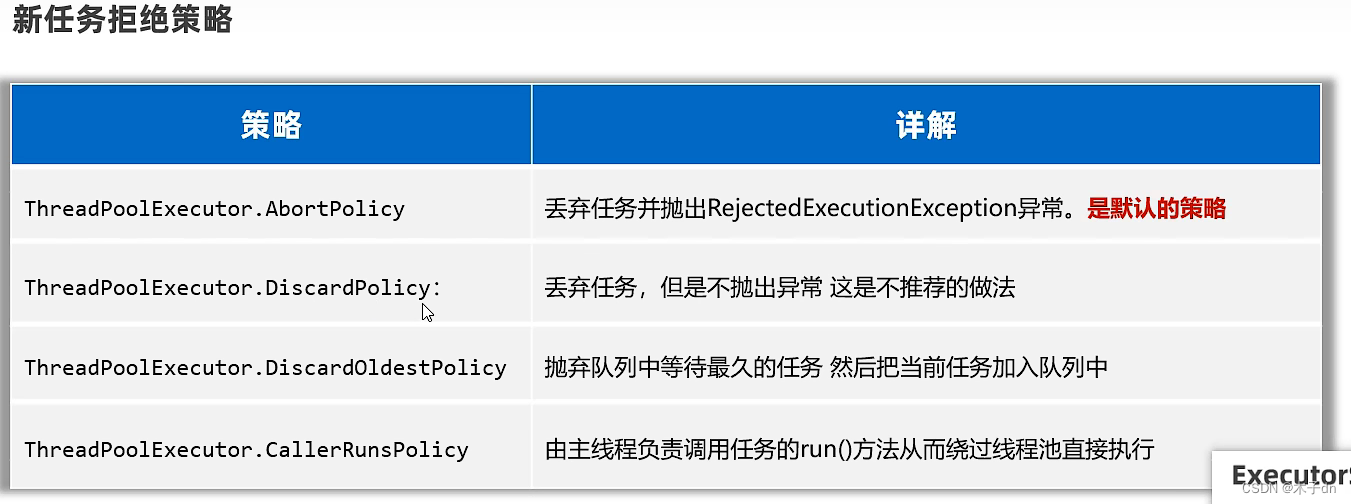 新任务拒绝策略
策略 详解
ThreadPoolExecutor.AbortPolicy 丢弃任务并抛出RejectedExecutionException异常。是默认的策略
ThreadPoolExecutor.DiscardPolicy： 丢弃任务，但是不抛出异常 这是不推荐的做法
ThreadPoolExecutor.DiscardOldestPolicy 抛弃队列中等待最久的任务 然后把当前任务加入队列中
ThreadPoolExecutor.CallerRunsPolicy 由主线程负责调用任务的run()方法从而绕过线程池直接执行
ExecutorS
CSDN @木子dn